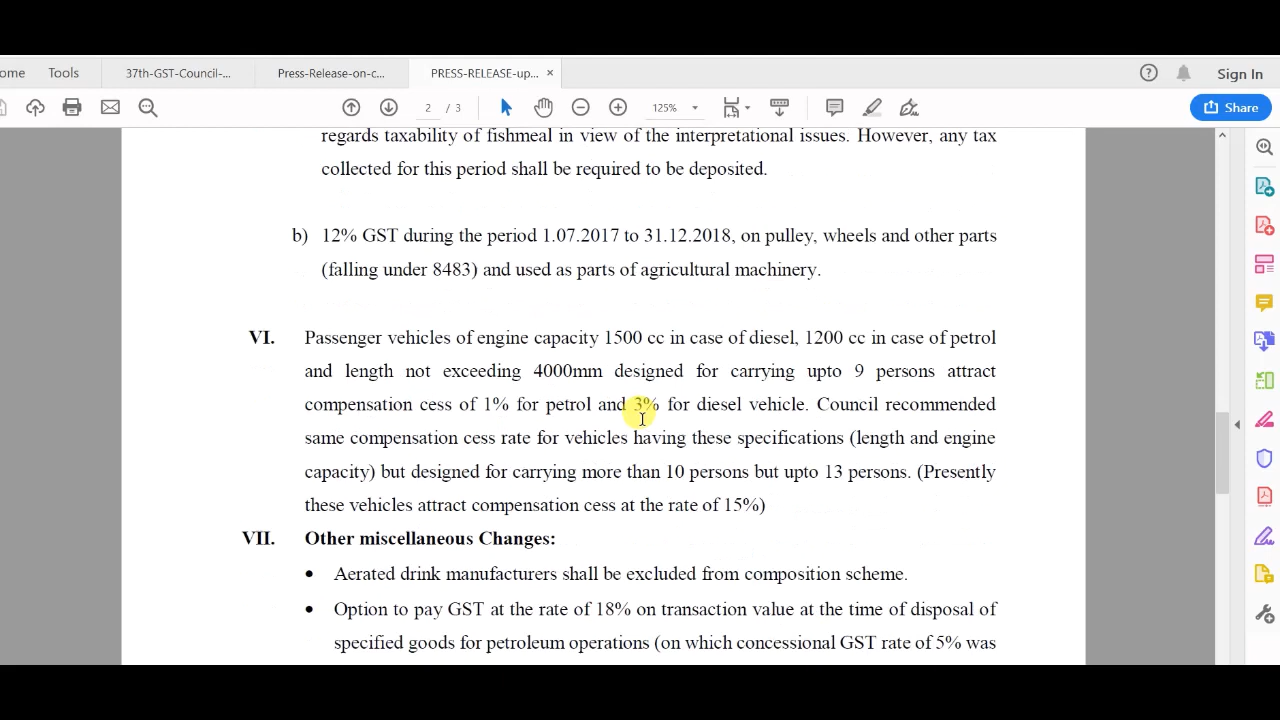 ome Tools 37th-GST-Council-... Press-Release-on-c... PRESS-RELEASE-up... × Sign In
2 / 3 125% Share
regards taxability of fishmeal in view of the interpretational issues. However, any tax
collected for this period shall be required to be deposited.
b) 12% GST during the period 1.07.2017 to 31.12.2018, on pulley, wheels and other parts
(falling under 8483) and used as parts of agricultural machinery.
VI. Passenger vehicles of engine capacity 1500 cc in case of diesel, 1200 cc in case of petrol
and length not exceeding 4000mm designed for carrying upto 9 persons attract
compensation cess of 1% for petrol and 3% for diesel vehicle. Council recommended
same compensation cess rate for vehicles having these specifications (length and engine
capacity) but designed for carrying more than 10 persons but upto 13 persons. (Presently
these vehicles attract compensation cess at the rate of 15%)
VII. Other miscellaneous Changes:
• Aerated drink manufacturers shall be excluded from composition scheme.
• Option to pay GST at the rate of 18% on transaction value at the time of disposal of
specified goods for petroleum operations (on which concessional GST rate of 5% was